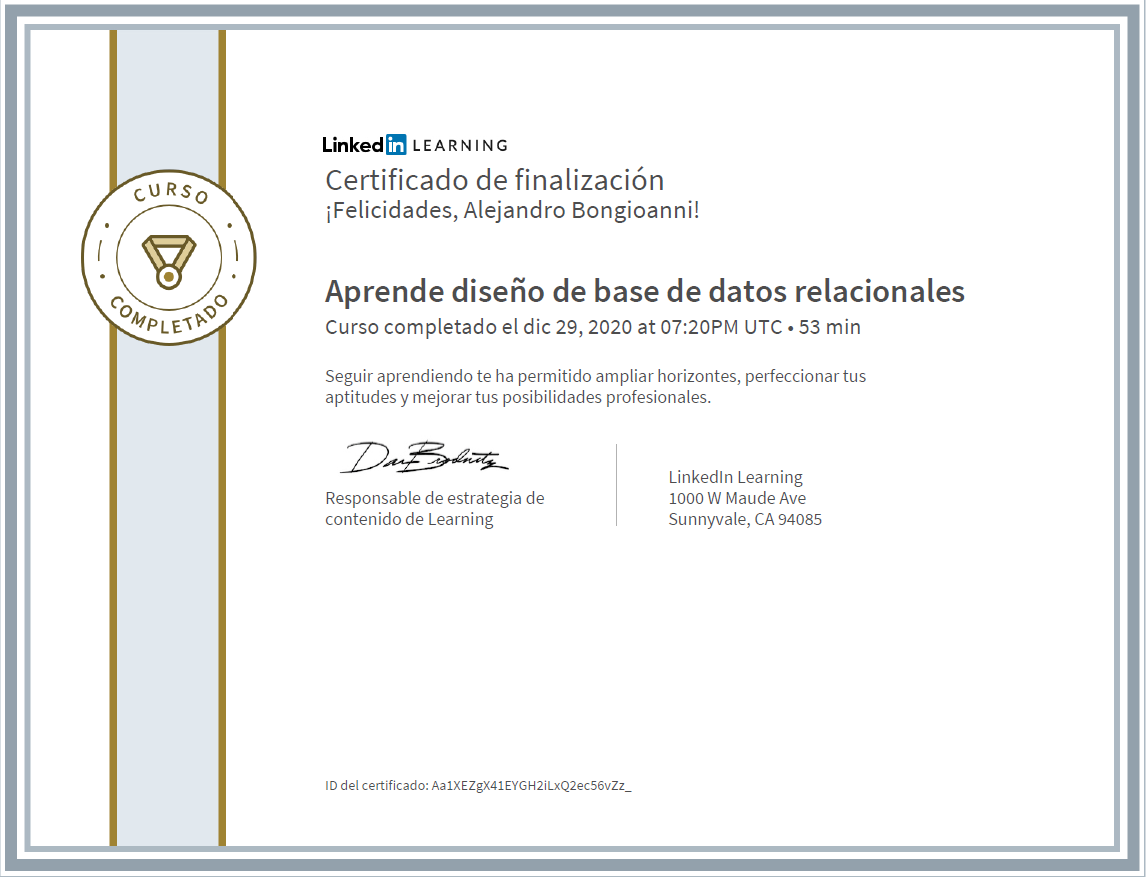 CURSO
COMPLETADO
Linkedin LEARNING
Certificado de finalización
¡Felicidades, Alejandro Bongioanni!
Aprende diseño de base de datos relacionales
Curso completado el dic 29, 2020 at 07:20PM UTC • 53 min
Seguir aprendiendo te ha permitido ampliar horizontes, perfeccionar tus
aptitudes y mejorar tus posibilidades profesionales.
Responsable de estrategia de
contenido de Learning
LinkedIn Learning
1000 W Maude Ave
Sunnyvale, CA 94085
ID del certificado: Aa1XEZgX41EYGH2iLxQ2ec56vZz_